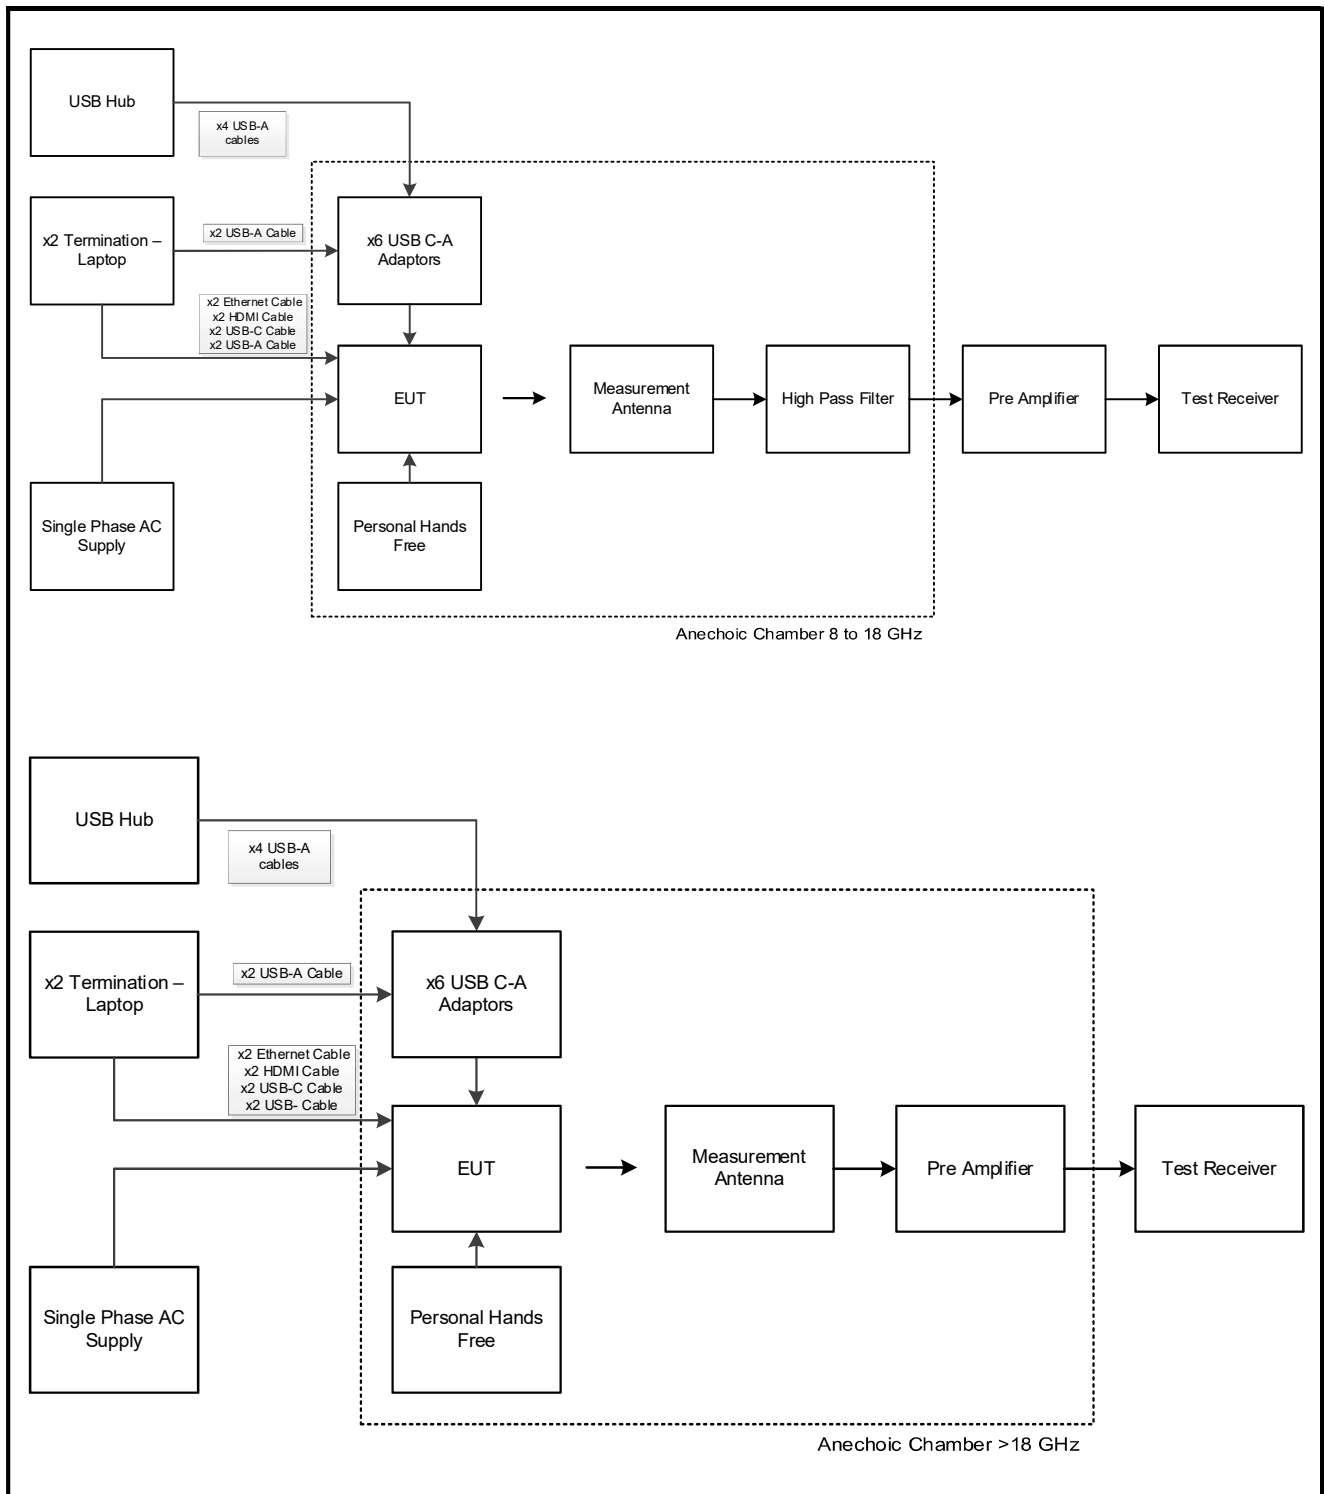 USB Hub
x4 USB-A
cables
x2 Termination –
Laptop
x2 USB-A Cable
x6 USB C-A
Adaptors
x2 Ethernet Cable
x2 HDMI Cable
x2 USB-C Cable
x2 USB-A Cable
EUT
Measurement
Antenna
High Pass Filter
Pre Amplifier
Test Receiver
Single Phase AC
Supply
Personal Hands
Free
Anechoic Chamber 8 to 18 GHz
USB Hub
x4 USB-A
cables
x2 Termination –
Laptop
x2 USB-A Cable
x6 USB C-A
Adaptors
x2 Ethernet Cable
x2 HDMI Cable
x2 USB-C Cable
x2 USB- Cable
EUT
Measurement
Antenna
Pre Amplifier
Test Receiver
Single Phase AC
Supply
Personal Hands
Free
Anechoic Chamber >18 GHz